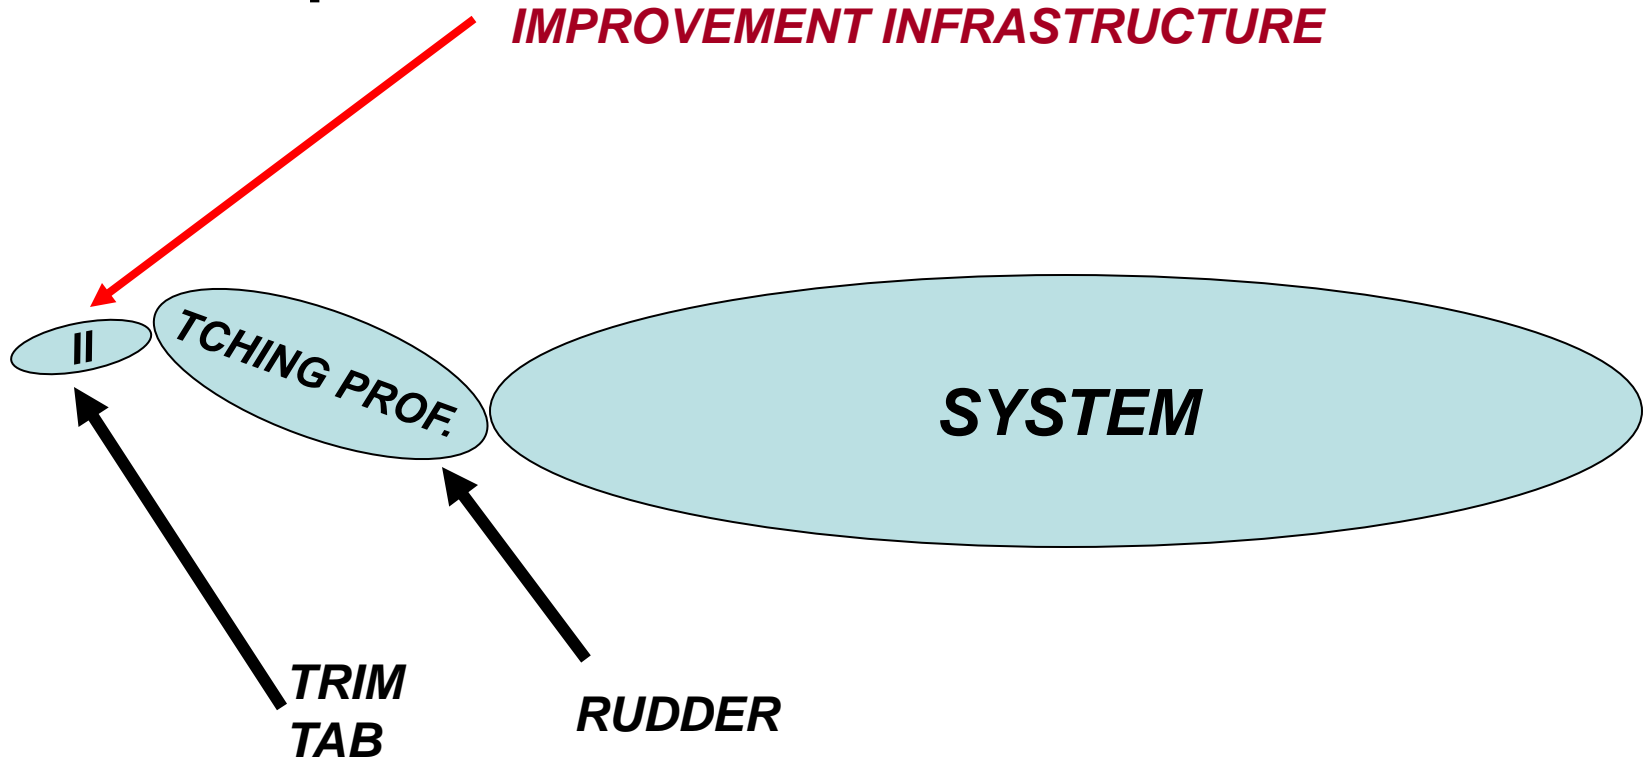 IMPROVEMENT INFRASTRUCTURE
II
TCHING PROF.
SYSTEM
TRIM
TAB
RUDDER